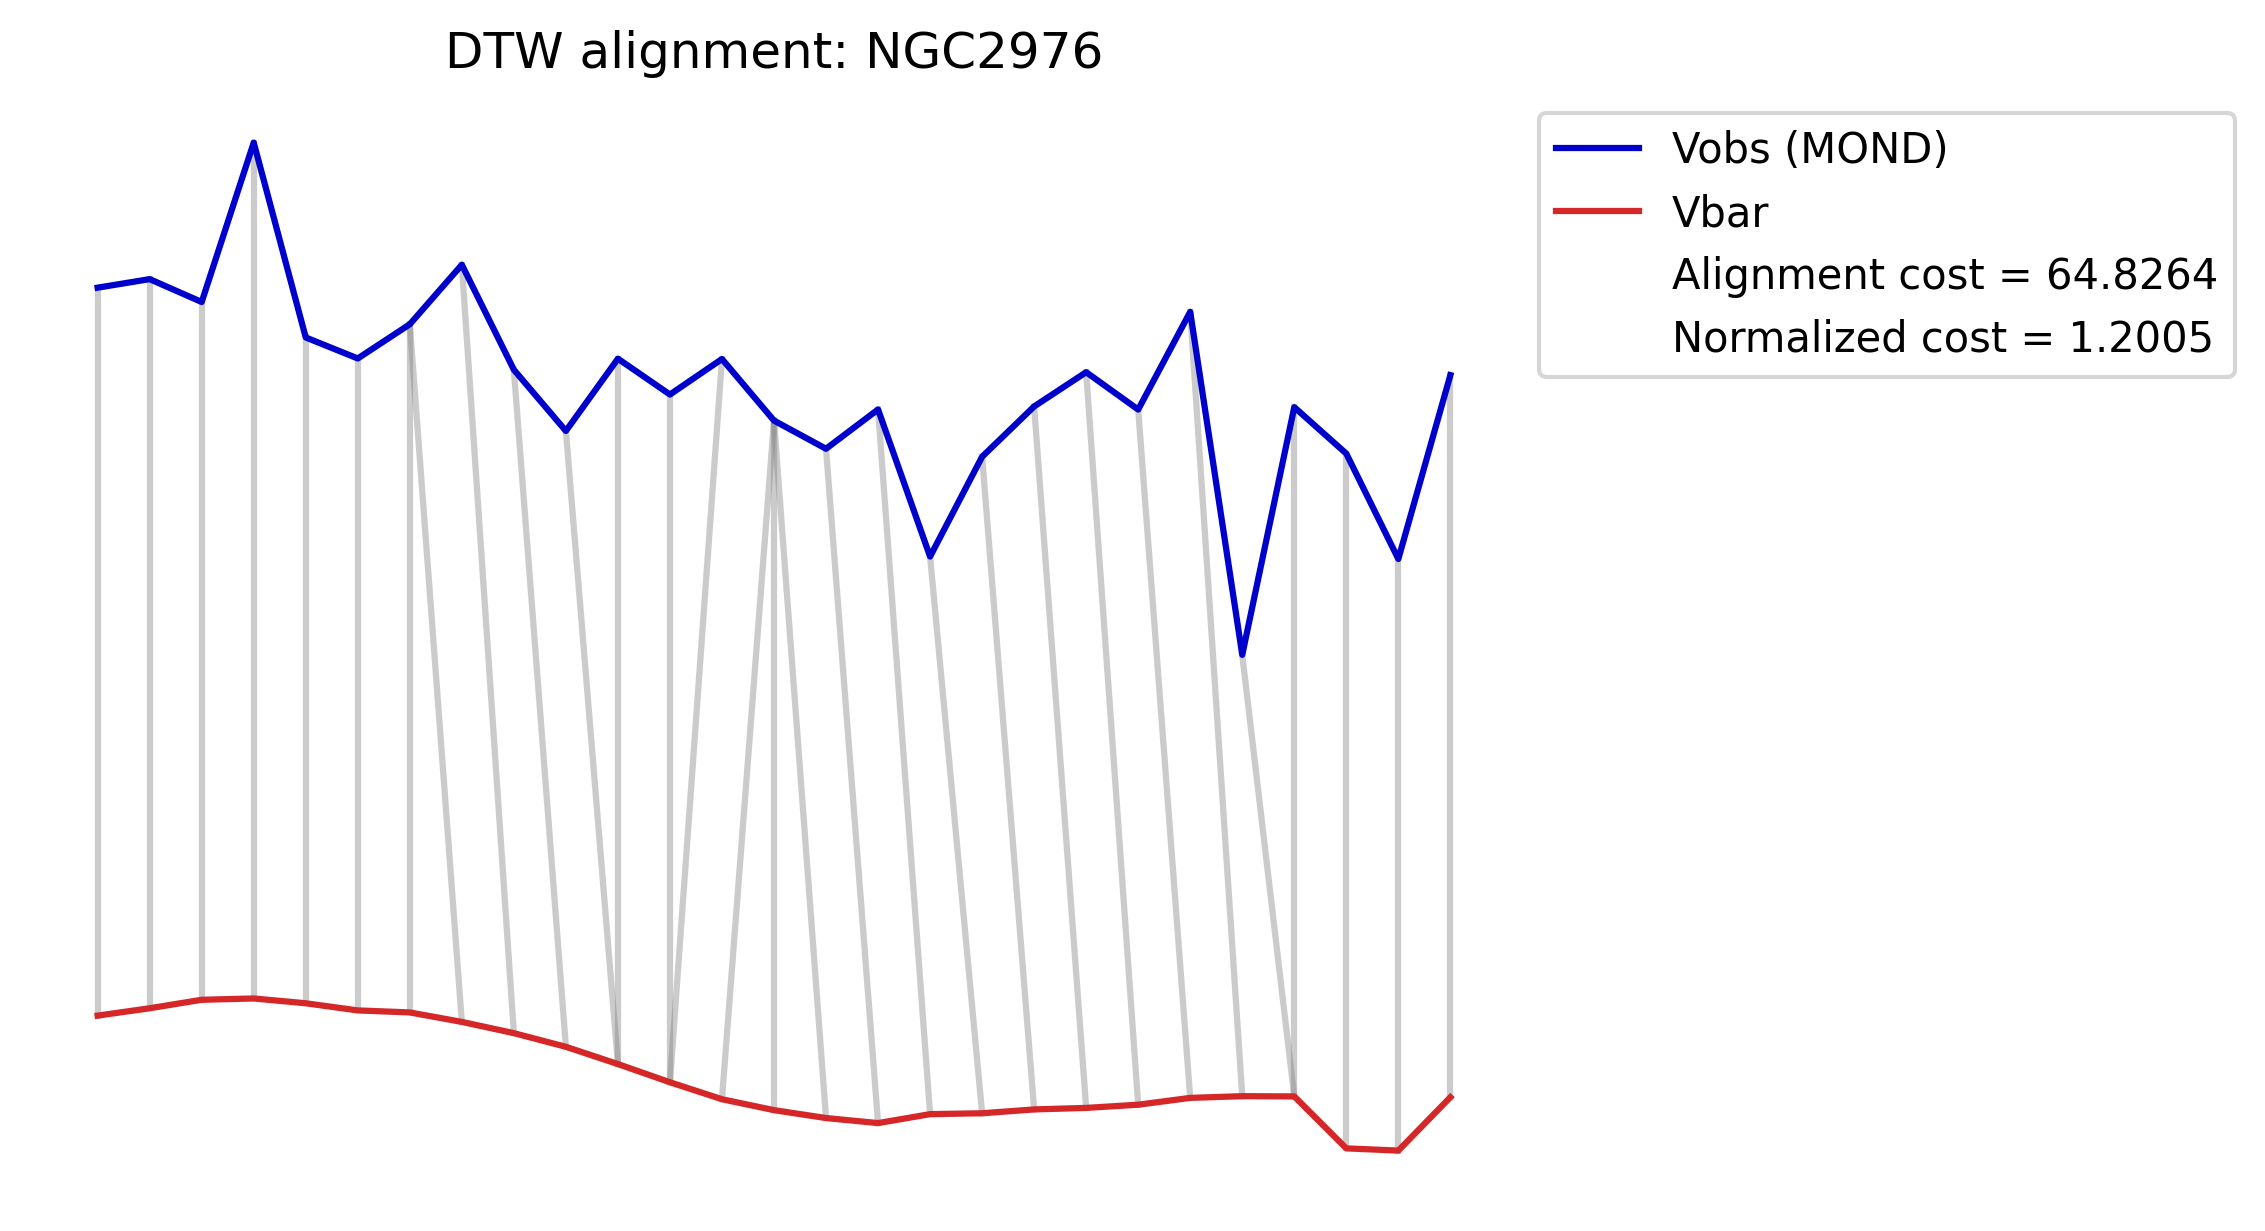 DTW alignment: NGC2976
Vobs (MOND)
Vbar
Alignment cost = 64.8264
Normalized cost = 1.2005